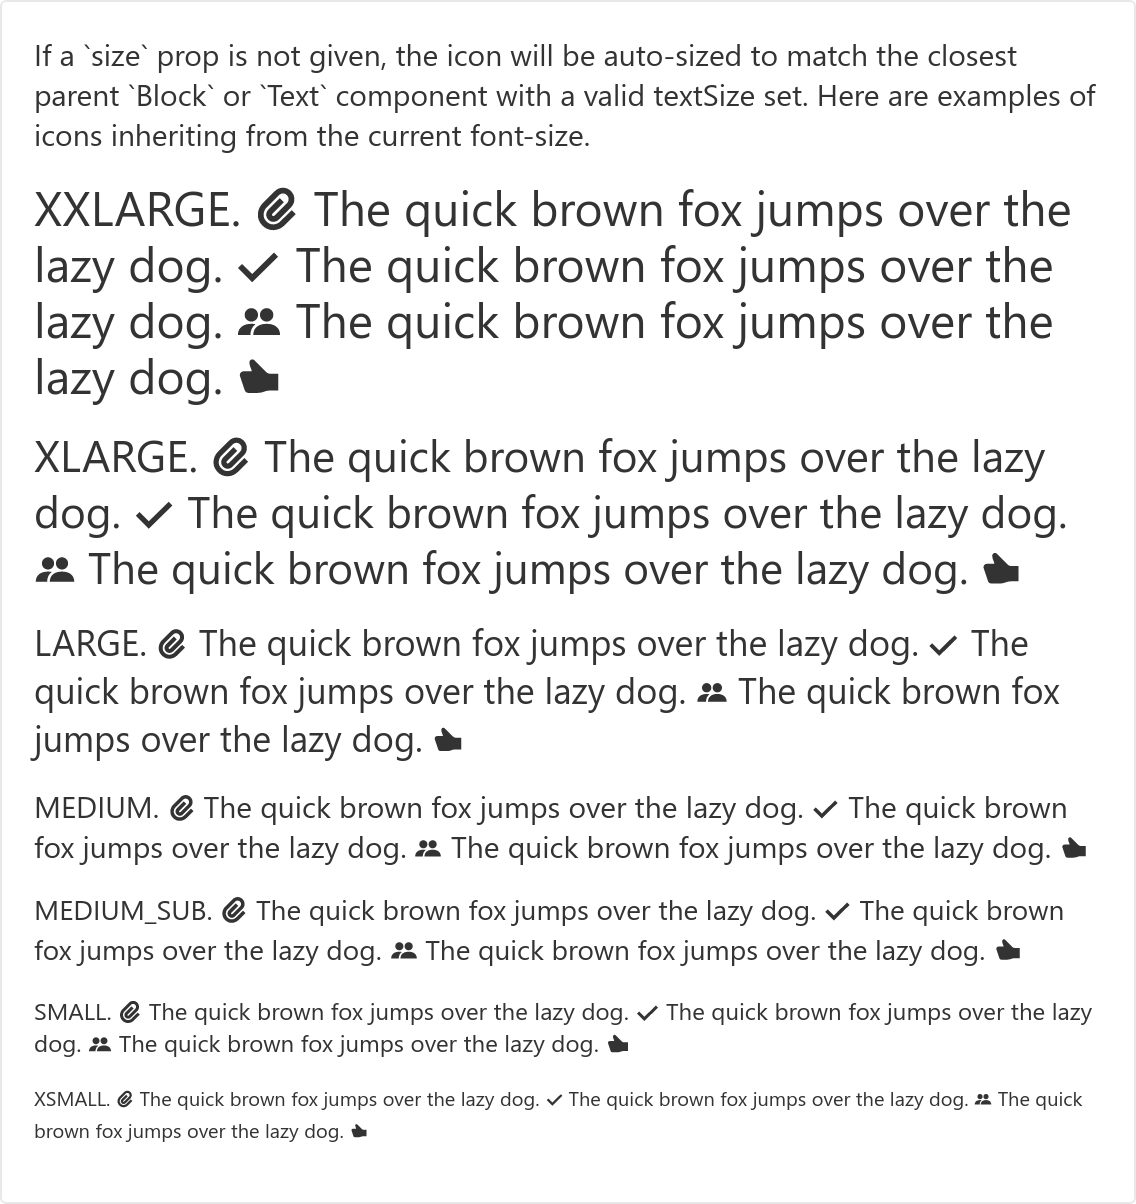 If a `size` prop is not given, the icon will be auto-sized to match the closest
parent `Block` or `Text` component with a valid textSize set. Here are examples of
icons inheriting from the current font-size.
XXLARGE. The quick brown fox jumps over the
lazy dog. The quick brown fox jumps over the
lazy dog. The quick brown fox jumps over the
lazy dog.
XLARGE. The quick brown fox jumps over the lazy
dog. The quick brown fox jumps over the lazy dog.
The quick brown fox jumps over the lazy dog.
LARGE. The quick brown fox jumps over the lazy dog. The
quick brown fox jumps over the lazy dog. The quick brown fox
jumps over the lazy dog.
MEDIUM. The quick brown fox jumps over the lazy dog. The quick brown
fox jumps over the lazy dog. The quick brown fox jumps over the lazy dog.
MEDIUM_SUB. The quick brown fox jumps over the lazy dog. The quick brown
fox jumps over the lazy dog. The quick brown fox jumps over the lazy dog.
SMALL. The quick brown fox jumps over the lazy dog. The quick brown fox jumps over the lazy
dog. The quick brown fox jumps over the lazy dog.
XSMALL. The quick brown fox jumps over the lazy dog. The quick brown fox jumps over the lazy dog. The quick
brown fox jumps over the lazy dog.